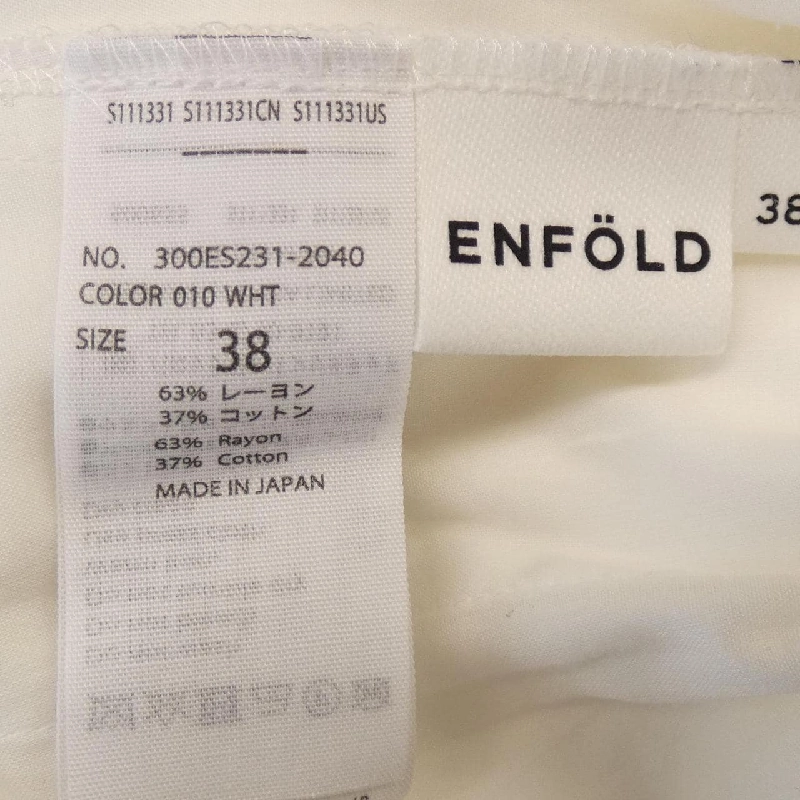 S111331 S111331CN S111331US
NO. 300ES231-2040
COLOR 010 WHT
SIZE 38
63% レーヨン
37% コットン
63% Rayon
37% Cotton
MADE IN JAPAN
ENFÖLD
38